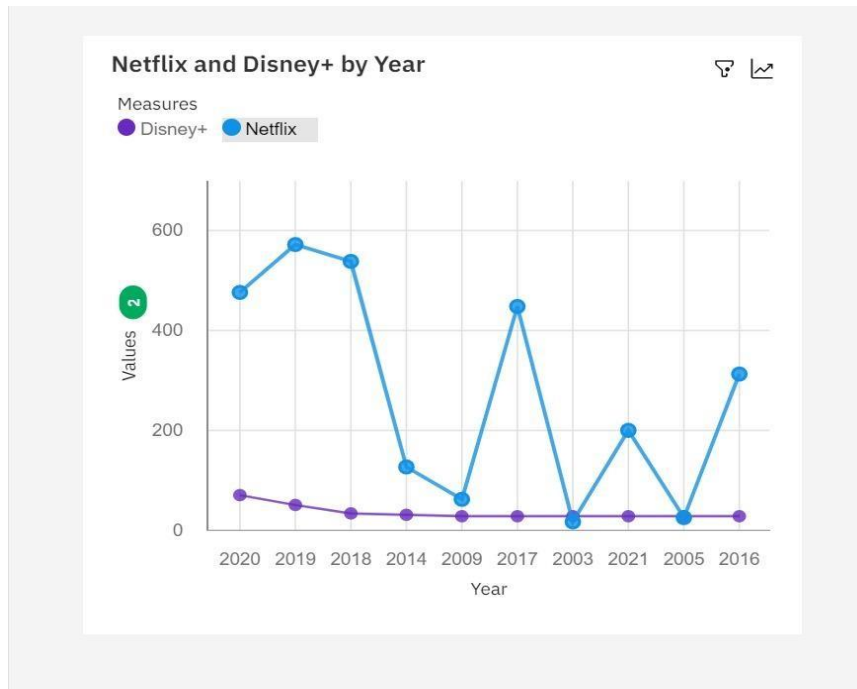 Netflix and Disney+ by Year
Measures
Disney+ Netflix
600
400
200
0
Values 2
2020 2019 2018 2014 2009 2017 2003 2021 2005 2016
Year